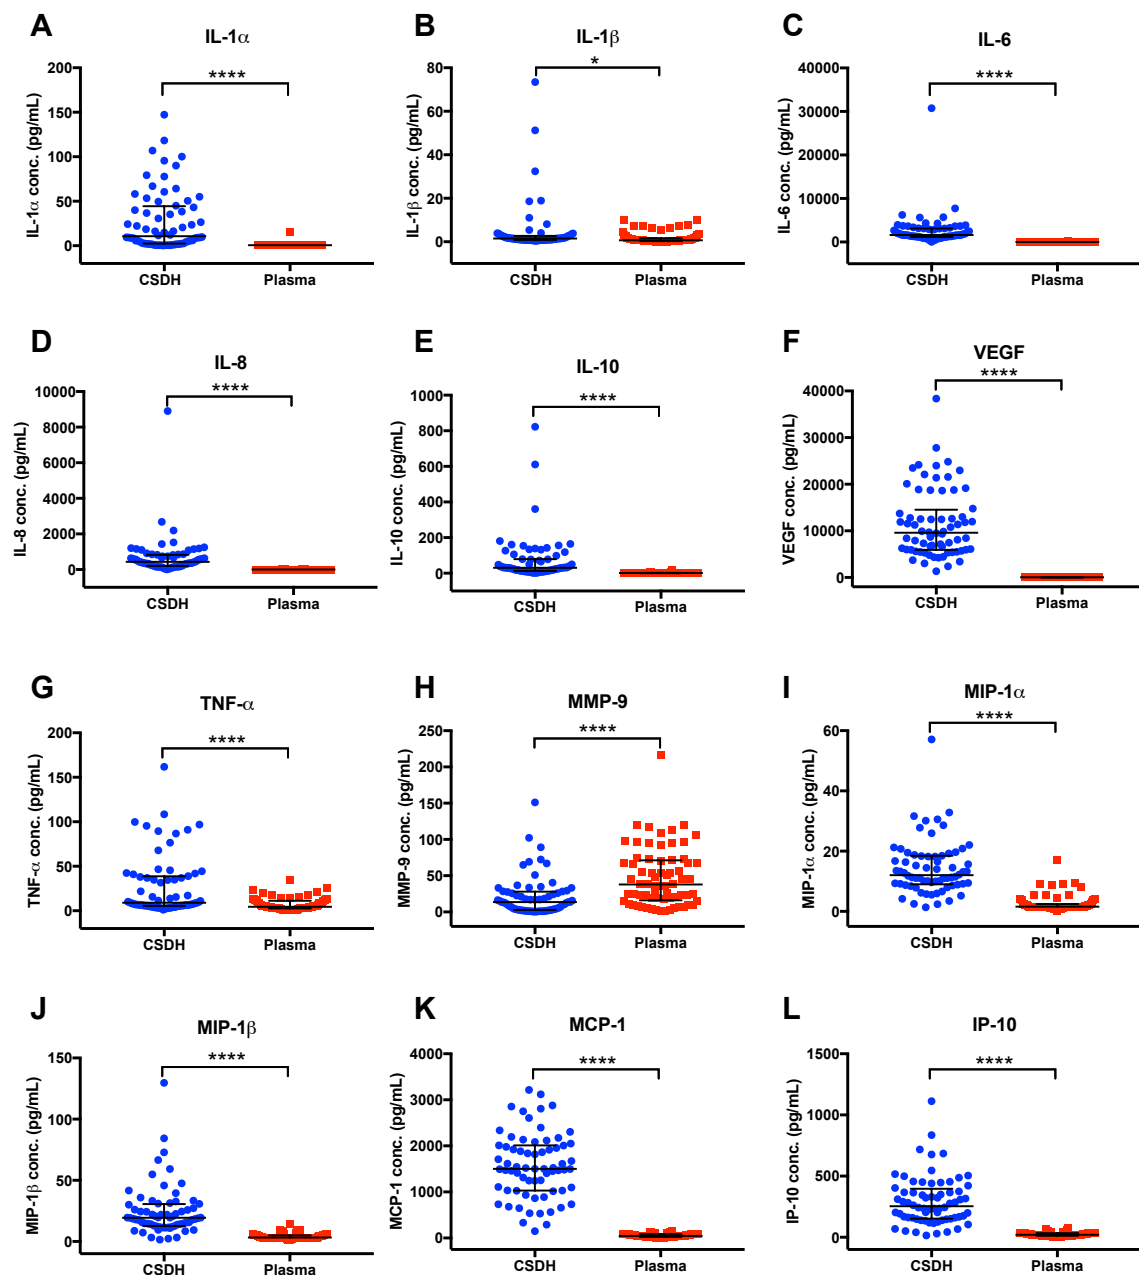 A
IL-1α
****
IL-1α conc. (pg/mL)
200
150
100
50
0
CSDH
Plasma
B
IL-1β
*
IL-1β conc. (pg/mL)
80
60
40
20
0
CSDH
Plasma
C
IL-6
****
IL-6 conc. (pg/mL)
40000
30000
20000
10000
0
CSDH
Plasma
D
IL-8
****
IL-8 conc. (pg/mL)
10000
8000
6000
4000
2000
0
CSDH
Plasma
E
IL-10
****
IL-10 conc. (pg/mL)
1000
800
600
400
200
0
CSDH
Plasma
F
VEGF
****
VEGF conc. (pg/mL)
40000
30000
20000
10000
0
CSDH
Plasma
G
TNF-α
****
TNF-α conc. (pg/mL)
200
150
100
50
0
CSDH
Plasma
H
MMP-9
****
MMP-9 conc. (pg/mL)
250
200
150
100
50
0
CSDH
Plasma
I
MIP-1α
****
MIP-1α conc. (pg/mL)
60
40
20
0
CSDH
Plasma
J
MIP-1β
****
MIP-1β conc. (pg/mL)
150
100
50
0
CSDH
Plasma
K
MCP-1
****
MCP-1 conc. (pg/mL)
4000
3000
2000
1000
0
CSDH
Plasma
L
IP-10
****
IP-10 conc. (pg/mL)
1500
1000
500
0
CSDH
Plasma